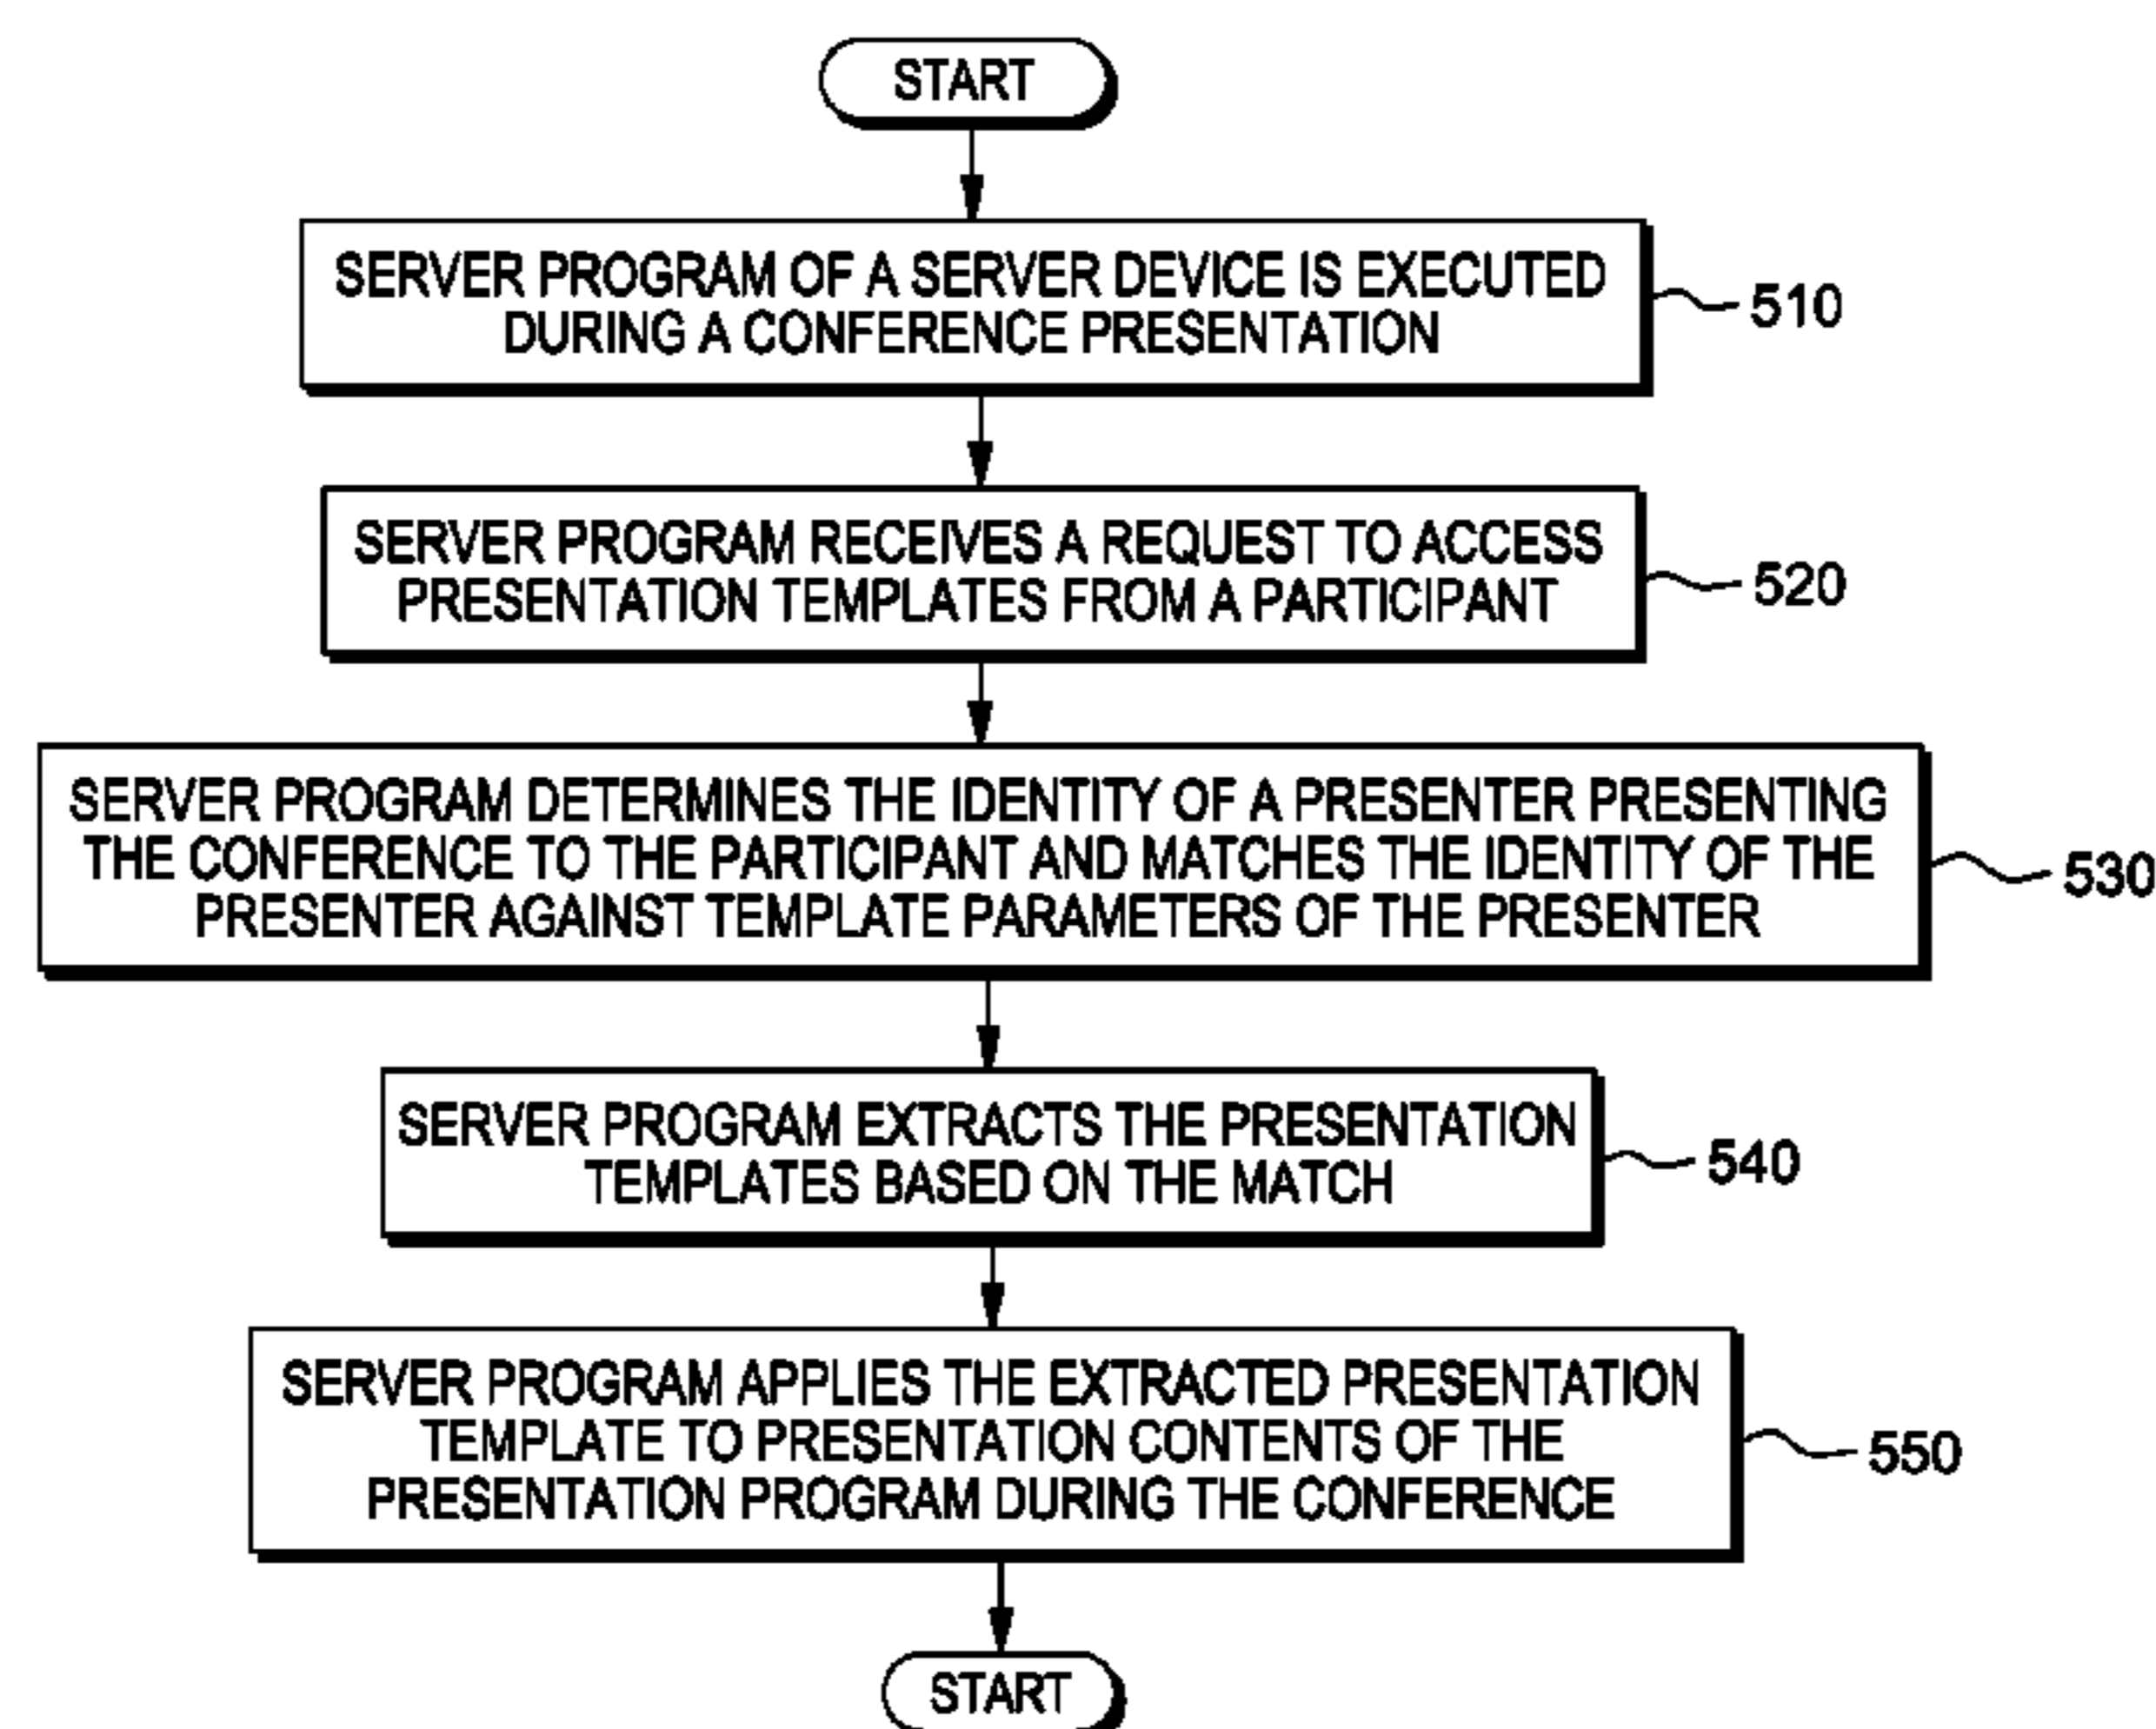 START
SERVER PROGRAM OF A SERVER DEVICE IS EXECUTED
DURING A CONFERENCE PRESENTATION
510
SERVER PROGRAM RECEIVES A REQUEST TO ACCESS
PRESENTATION TEMPLATES FROM A PARTICIPANT
520
SERVER PROGRAM DETERMINES THE IDENTITY OF A PRESENTER PRESENTING
THE CONFERENCE TO THE PARTICIPANT AND MATCHES THE IDENTITY OF THE
PRESENTER AGAINST TEMPLATE PARAMETERS OF THE PRESENTER
530
SERVER PROGRAM EXTRACTS THE PRESENTATION
TEMPLATES BASED ON THE MATCH
540
SERVER PROGRAM APPLIES THE EXTRACTED PRESENTATION
TEMPLATE TO PRESENTATION CONTENTS OF THE
PRESENTATION PROGRAM DURING THE CONFERENCE
550
START